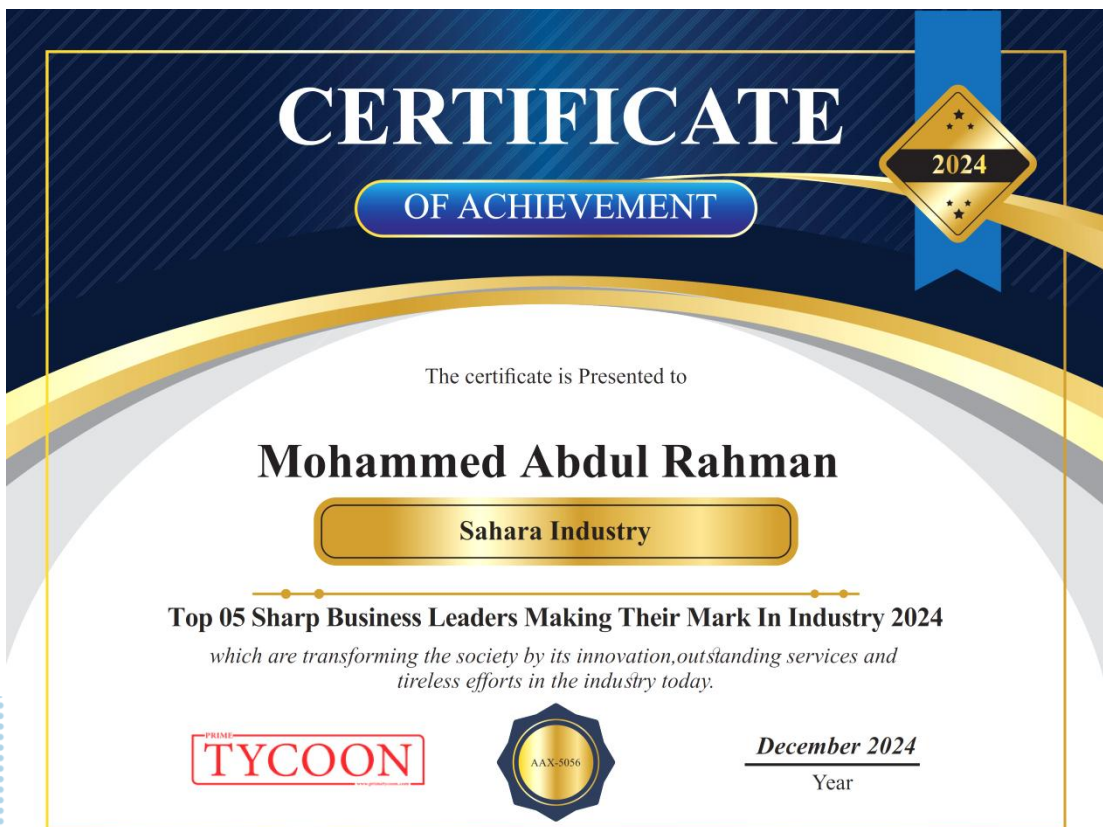 CERTIFICATE
2024
OF ACHIEVEMENT
The certificate is Presented to
Mohammed Abdul Rahman
Sahara Industry
Top 05 Sharp Business Leaders Making Their Mark In Industry 2024
which are transforming the society by its innovation,outstanding services and
tireless efforts in the industry today.
PRIME
TYCOON
AAX-5056
December 2024
Year